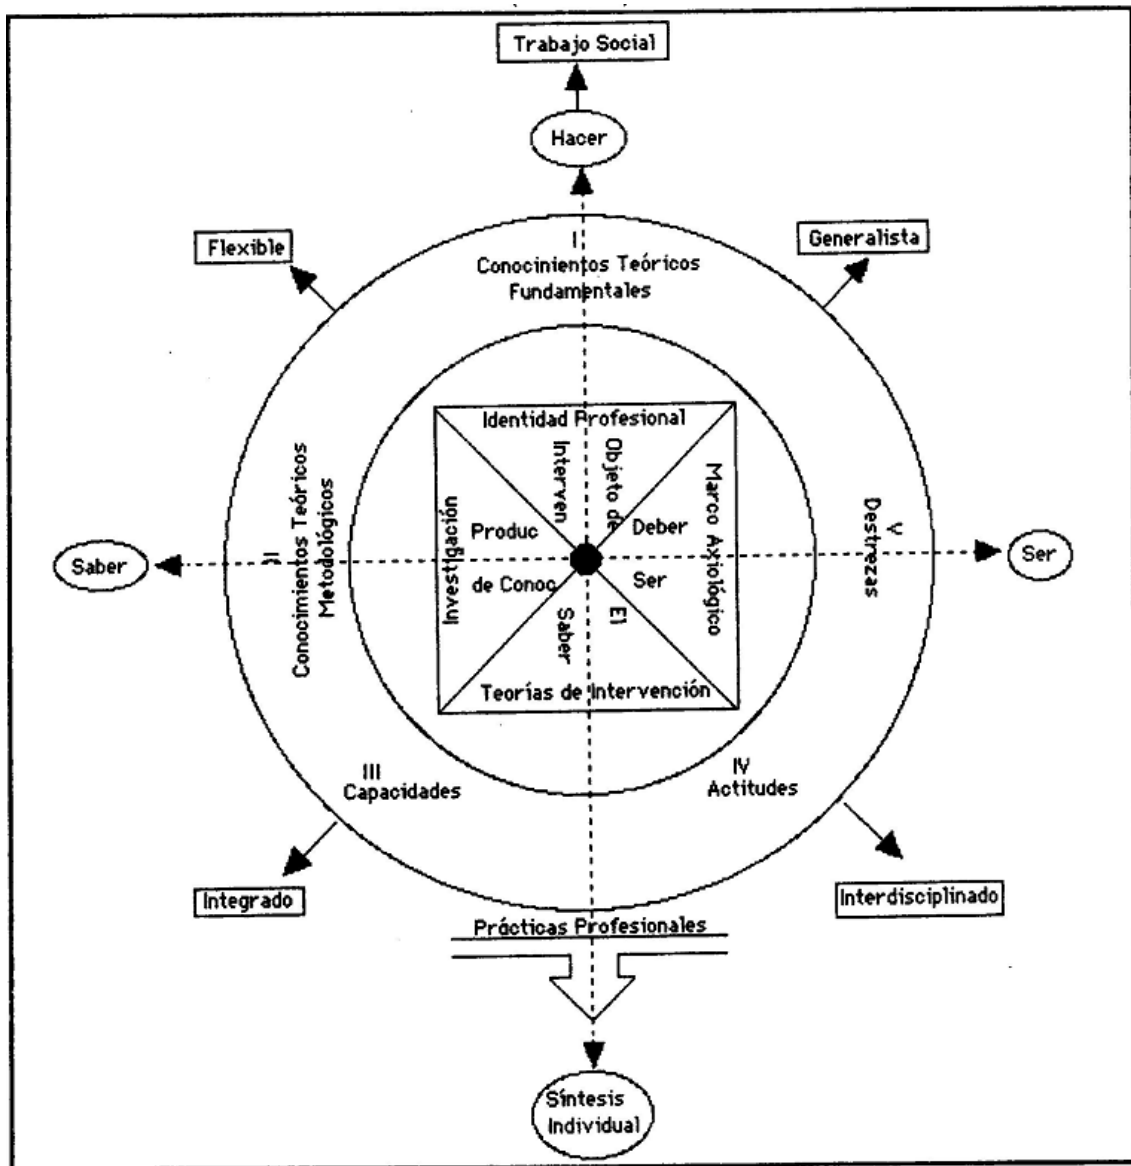 Trabajo Social
Hacer
Flexible
Generalista
I
Conocinientos Teóricos
Fundamentales
Identidad Profesional
Interven
Objeto de
Investigación
Produc
de Conoc
Deber
Ser
Marco Axiológico
Saber
El
Teorías de Intervención
II
Conocimientos Teóricos
Metodológicos
V
Destrezas
Saber
Ser
III
Capacidades
IV
Actitudes
Integrado
Interdisciplinado
Prácticas Profesionales
Síntesis
Individual